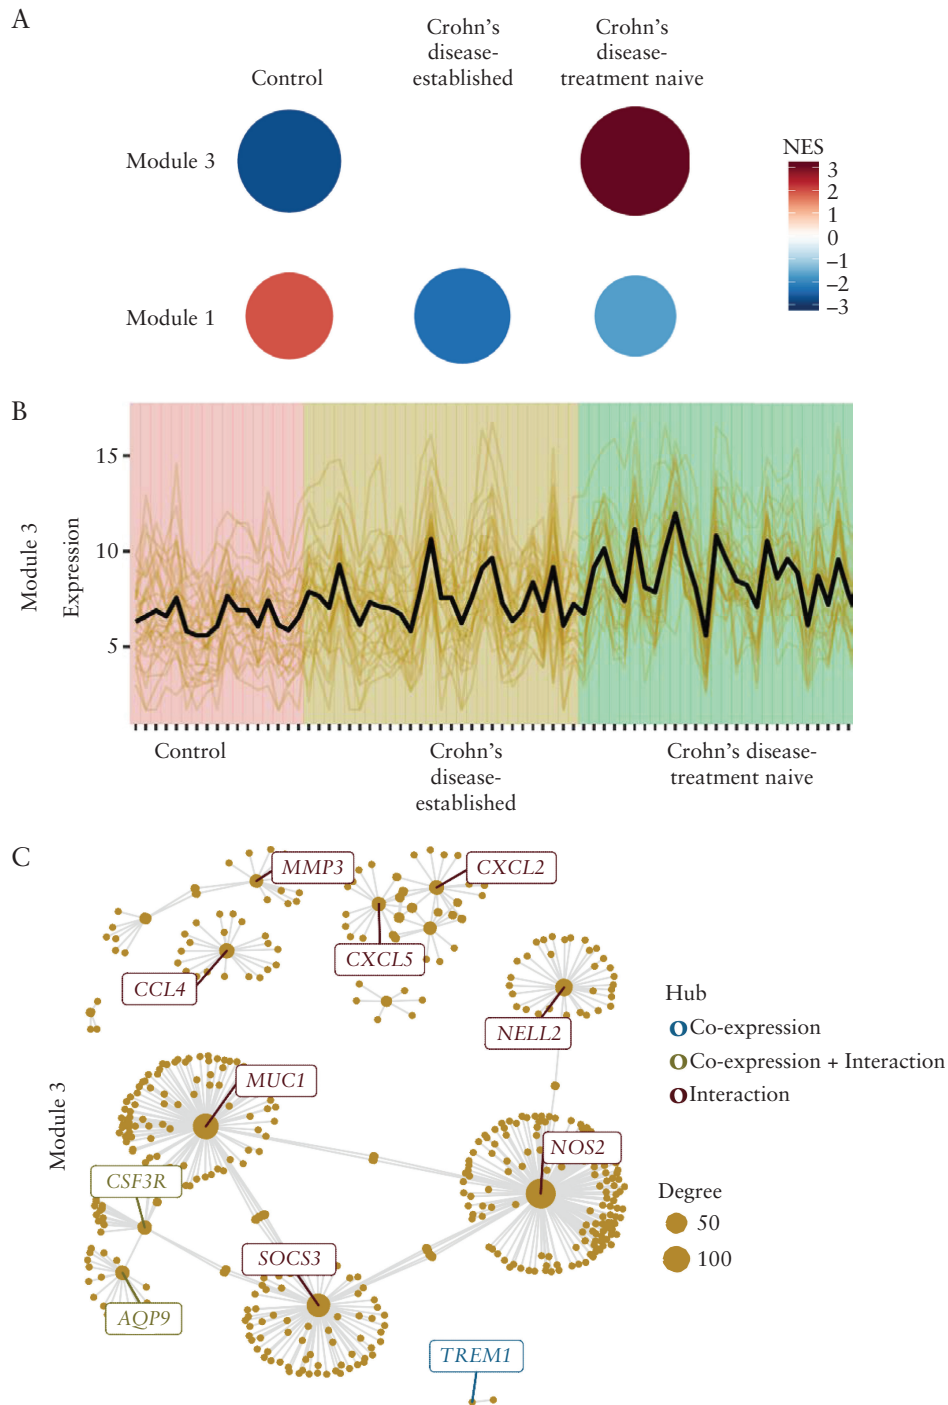 A
Control
Crohn's
disease-
established
Crohn's
disease-
treatment naive
Module 3
Module 1
NES
3
2
1
0
−1
−2
−3
B
Module 3
Expression
15
10
5
Control
Crohn's
disease-
established
Crohn's disease-
treatment naive
C
Module 3
MMP3
CXCL2
CXCL5
CCL4
NELL2
MUC1
NOS2
CSF3R
SOCS3
AQP9
TREM1
Hub
Co-expression
Co-expression + Interaction
Interaction
Degree
50
100